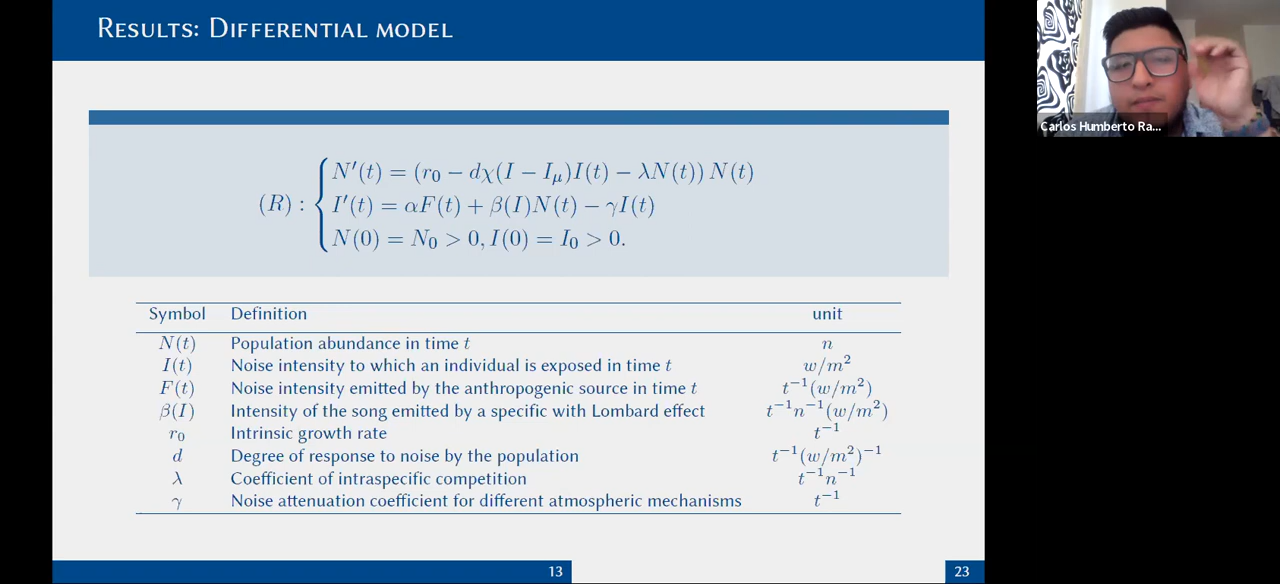 Results: Differential model
(R) : { N′(t) = (r₀ − dχ(I − I_μ)I(t) − λN(t)) N(t)
I′(t) = αF(t) + β(I)N(t) − γI(t)
N(0) = N₀ > 0, I(0) = I₀ > 0.
Symbol Definition unit
N(t) Population abundance in time t n
I(t) Noise intensity to which an individual is exposed in time t w/m²
F(t) Noise intensity emitted by the anthropogenic source in time t t⁻¹(w/m²)
β(I) Intensity of the song emitted by a specific with Lombard effect t⁻¹n⁻¹(w/m²)
r₀ Intrinsic growth rate t⁻¹
d Degree of response to noise by the population t⁻¹(w/m²)⁻¹
λ Coefficient of intraspecific competition t⁻¹n⁻¹
γ Noise attenuation coefficient for different atmospheric mechanisms t⁻¹
13 23
Carlos Humberto Ra...